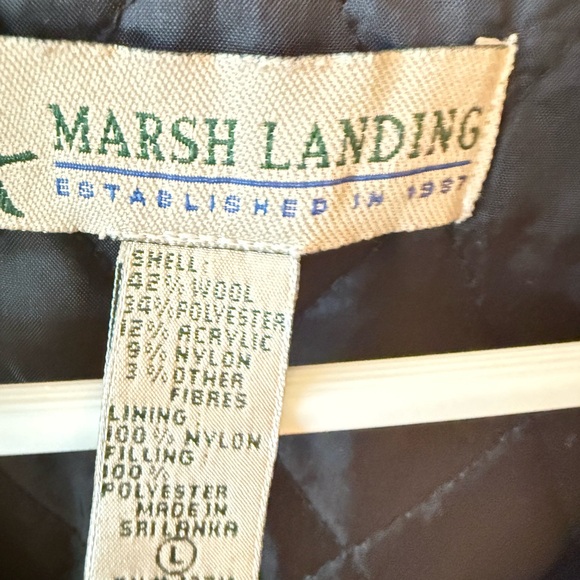 MARSH LANDING
ESTABLISHED IN 1987
SHELL:
42% WOOL
34% POLYESTER
12% ACRYLIC
9% NYLON
3% OTHER
FIBRES
LINING:
100% NYLON
FILLING:
100%
POLYESTER
MADE IN
SRI LANKA
L